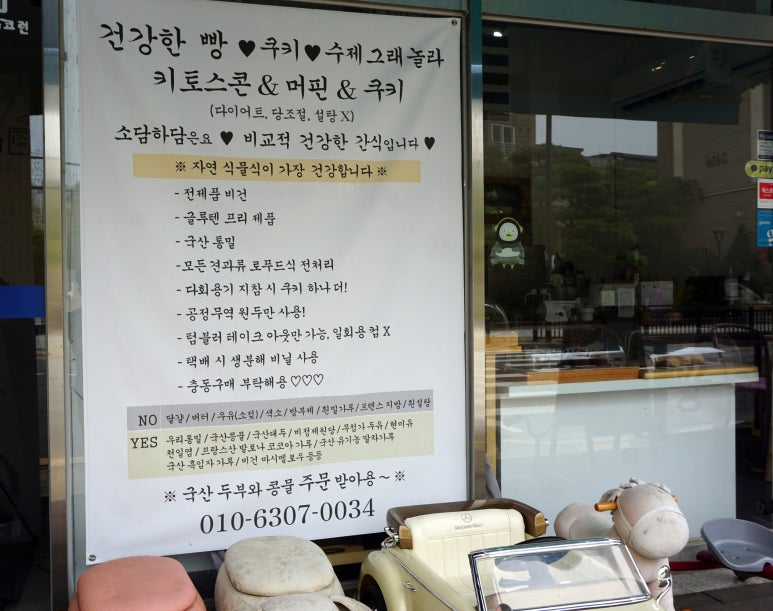 코런
건강한 빵 ♥ 쿠키 ♥ 수제 그래놀라
키토스콘 & 머핀 & 쿠키
(다이어트, 당조절, 설탕 X)
소담하담은요 ♥ 비교적 건강한 간식입니다 ♥
※ 자연 식물식이 가장 건강합니다 ※
- 전제품 비건
- 글루텐 프리 제품
- 국산 통밀
- 모든 견과류 로푸드식 전처리
- 다회용기 지참 시 쿠키 하나 더!
- 공정무역 원두만 사용!
- 텀블러 테이크 아웃만 가능, 일회용 컵 X
- 택배 시 생분해 비닐 사용
- 충동구매 부탁해용 ♡♡♡
NO 달걀 / 버터 / 우유(소젖) / 색소 / 방부제 / 흰밀가루 / 트랜스 지방 / 흰설탕
YES 우리통밀 / 국산등물 / 국산대두 / 비정제원당 / 무첨가 두유 / 현미유
천일염 / 프랑스산 발로나 코코아 가루 / 국산 유기농 말차가루
국산 흑임자 가루 / 비건 마시멜로우 등등
※ 국산 두부와 콩물 주문 받아용~ ※
010-6307-0034
pay
Mercedes-Benz